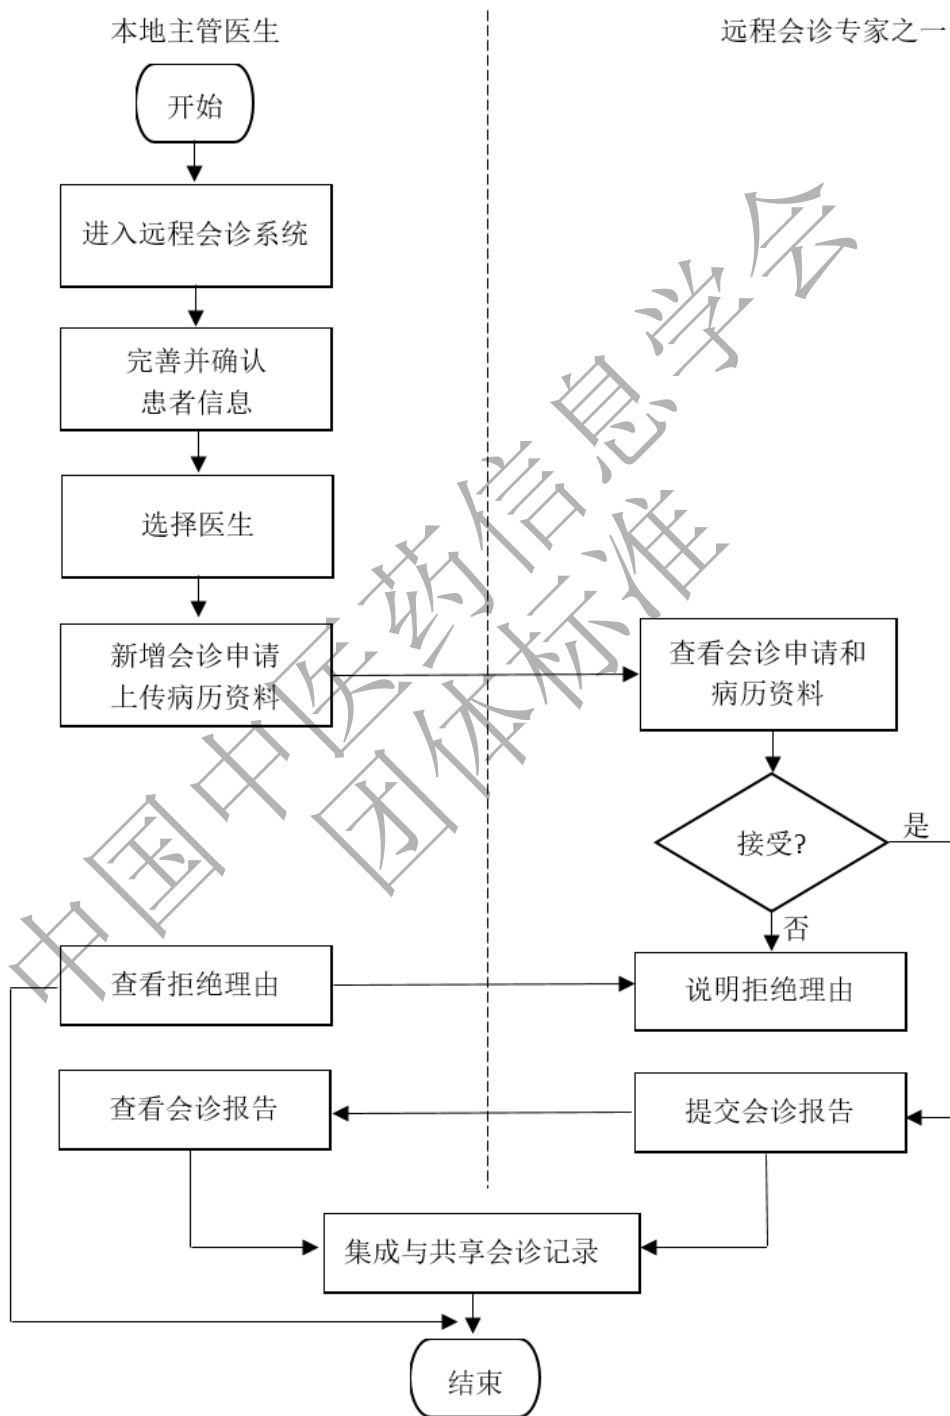 本地主管医生
远程会诊专家之一
开始
进入远程会诊系统
完善并确认
患者信息
选择医生
新增会诊申请
上传病历资料
查看会诊申请和
病历资料
接受?
是
否
查看拒绝理由
说明拒绝理由
查看会诊报告
提交会诊报告
集成与共享会诊记录
结束
中国中医药信息学会
团体标准